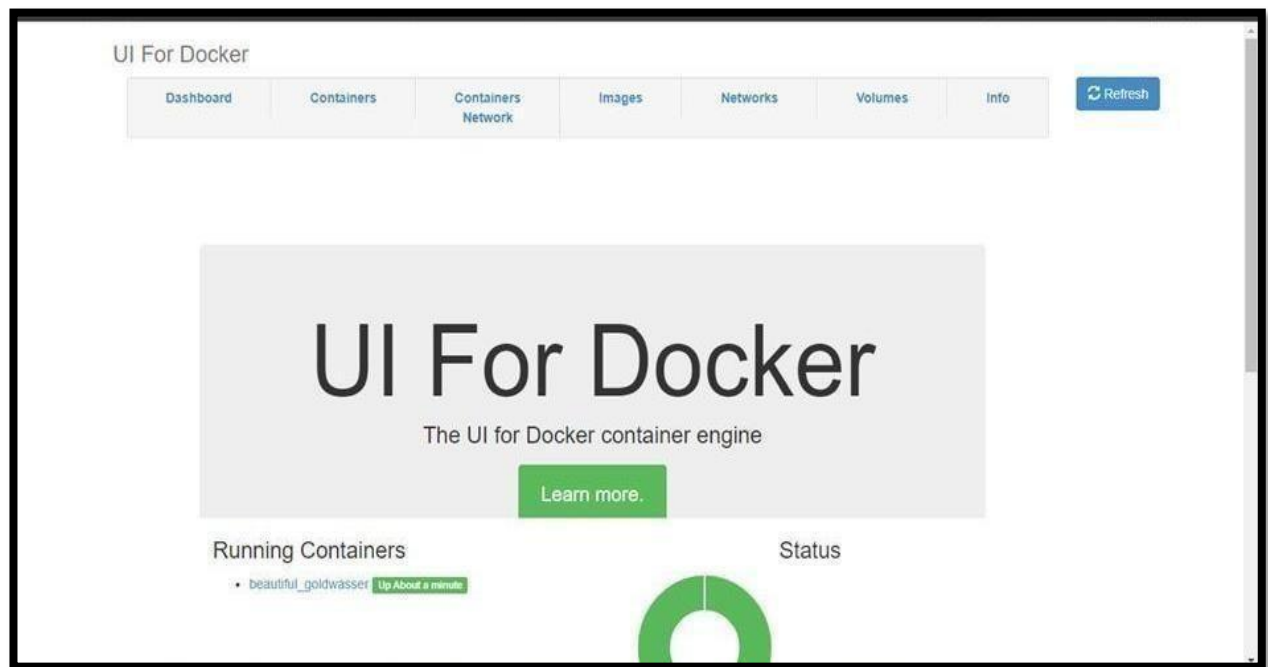 UI For Docker
Dashboard Containers Containers Network Images Networks Volumes Info Refresh
UI For Docker
The UI for Docker container engine
Learn more.
Running Containers
beautiful_goldwasser Up About a minute
Status